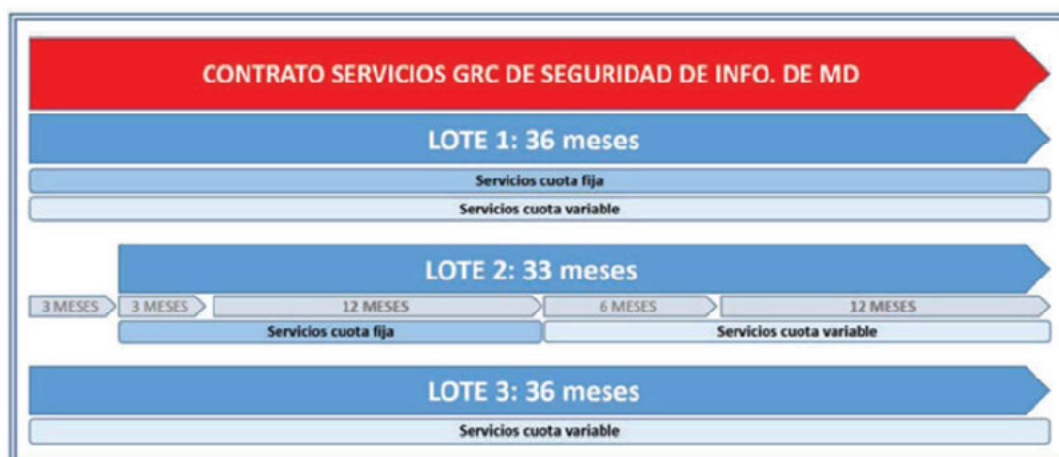 CONTRATO SERVICIOS GRC DE SEGURIDAD DE INFO. DE MD
LOTE 1: 36 meses
Servicios cuota fija
Servicios cuota variable
LOTE 2: 33 meses
3 MESES 3 MESES 12 MESES 6 MESES 12 MESES
Servicios cuota fija Servicios cuota variable
LOTE 3: 36 meses
Servicios cuota variable